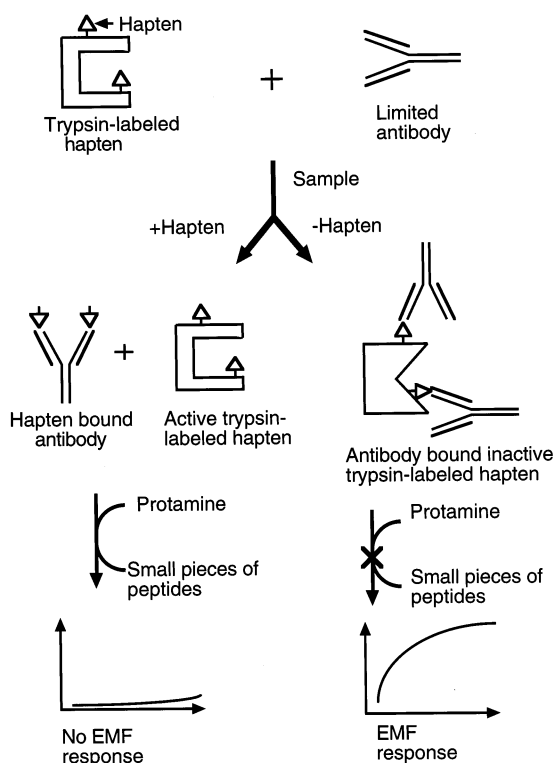 Hapten
+
Trypsin-labeled
hapten
Limited
antibody
Sample
+Hapten
-Hapten
+
Hapten bound
antibody
Active trypsin-
labeled hapten
Antibody bound inactive
trypsin-labeled hapten
Protamine
Small pieces of
peptides
Protamine
Small pieces of
peptides
No EMF
response
EMF
response